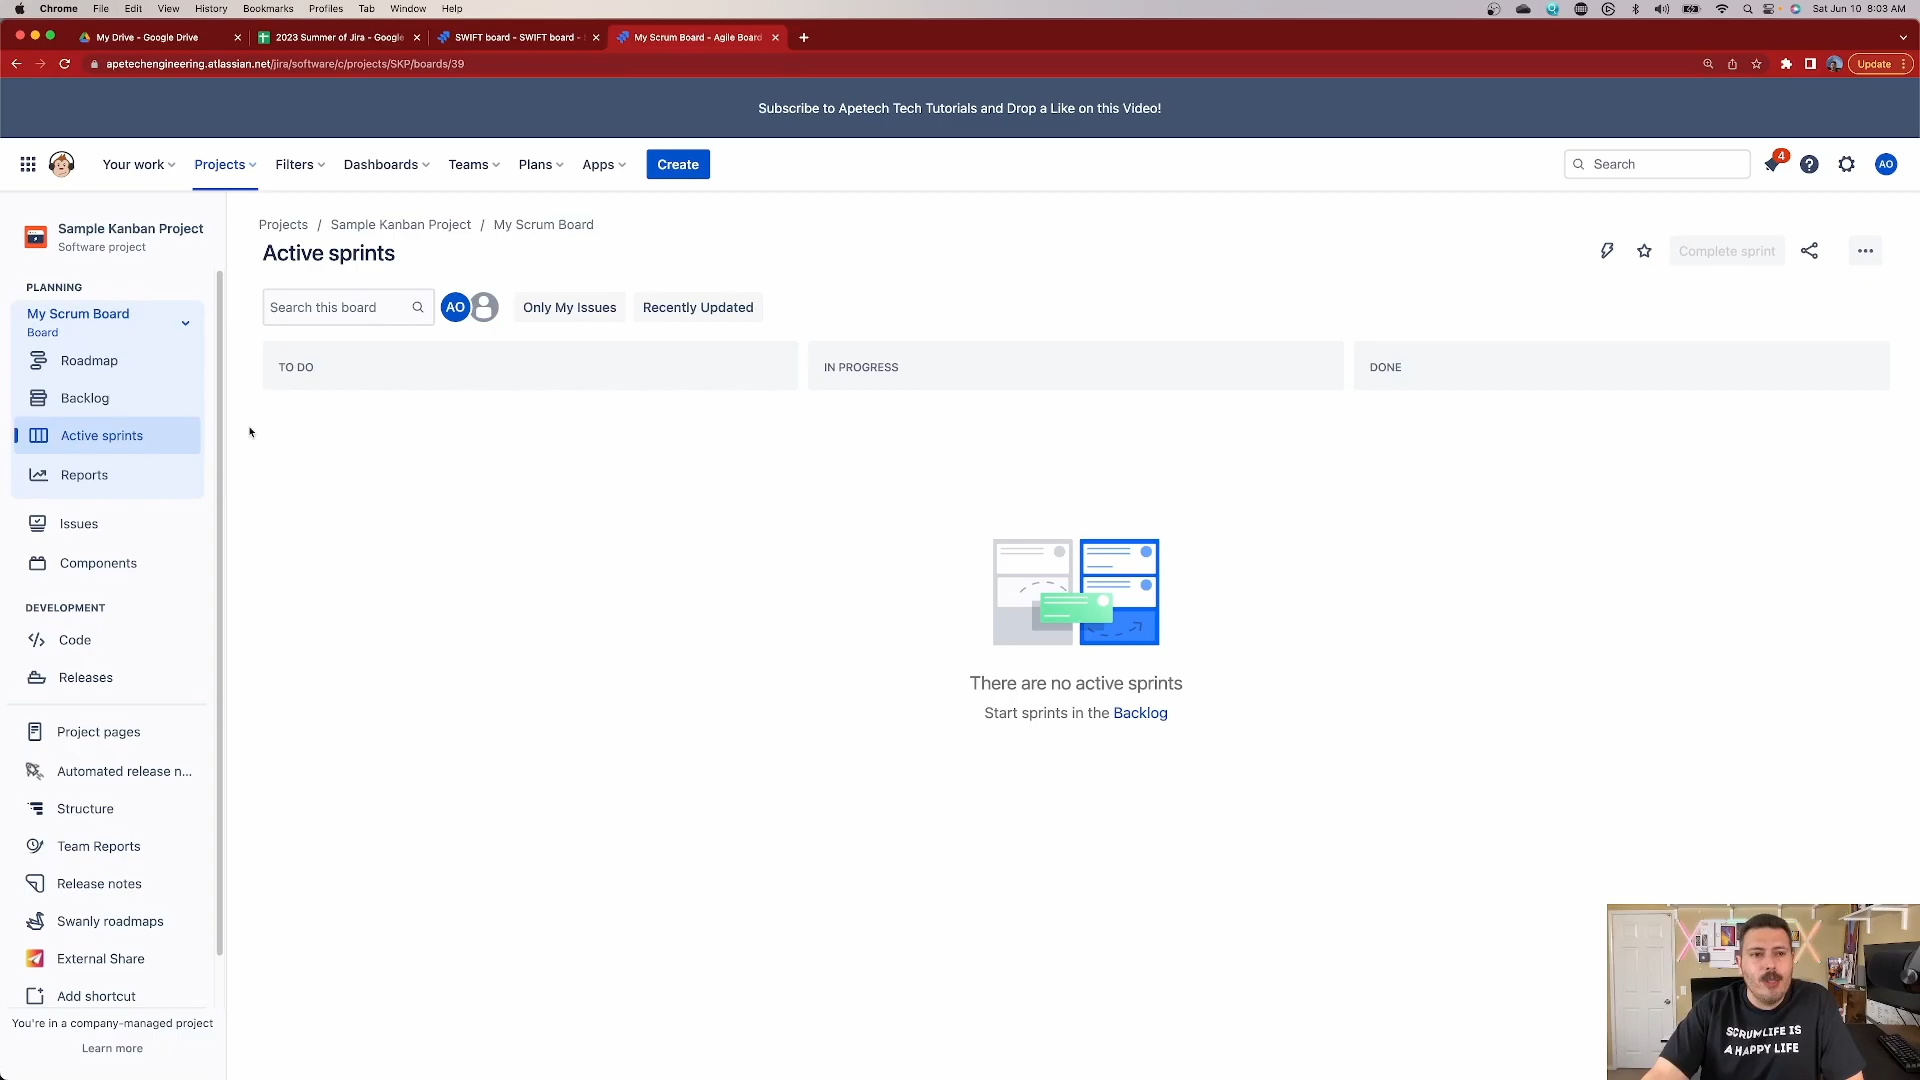 Chrome File Edit View History Bookmarks Profiles Tab Window Help Sat Jun 10 8:03 AM
My Drive - Google Drive 2023 Summer of Jira - Google SWIFT board - SWIFT board - My Scrum Board - Agile Board
apetechengineering.atlassian.net/jira/software/c/projects/SKP/boards/39 Update
Subscribe to Apetech Tech Tutorials and Drop a Like on this Video!
Your work Projects Filters Dashboards Teams Plans Apps Create Search 4 AO
Sample Kanban Project
Software project
PLANNING
My Scrum Board
Board
Roadmap
Backlog
Active sprints
Reports
Issues
Components
DEVELOPMENT
Code
Releases
Project pages
Automated release n...
Structure
Team Reports
Release notes
Swanly roadmaps
External Share
Add shortcut
You're in a company-managed project
Learn more
Projects / Sample Kanban Project / My Scrum Board
Active sprints
Complete sprint
Search this board AO Only My Issues Recently Updated
TO DO IN PROGRESS DONE
There are no active sprints
Start sprints in the Backlog
SCRUM LIFE IS
A HAPPY LIFE